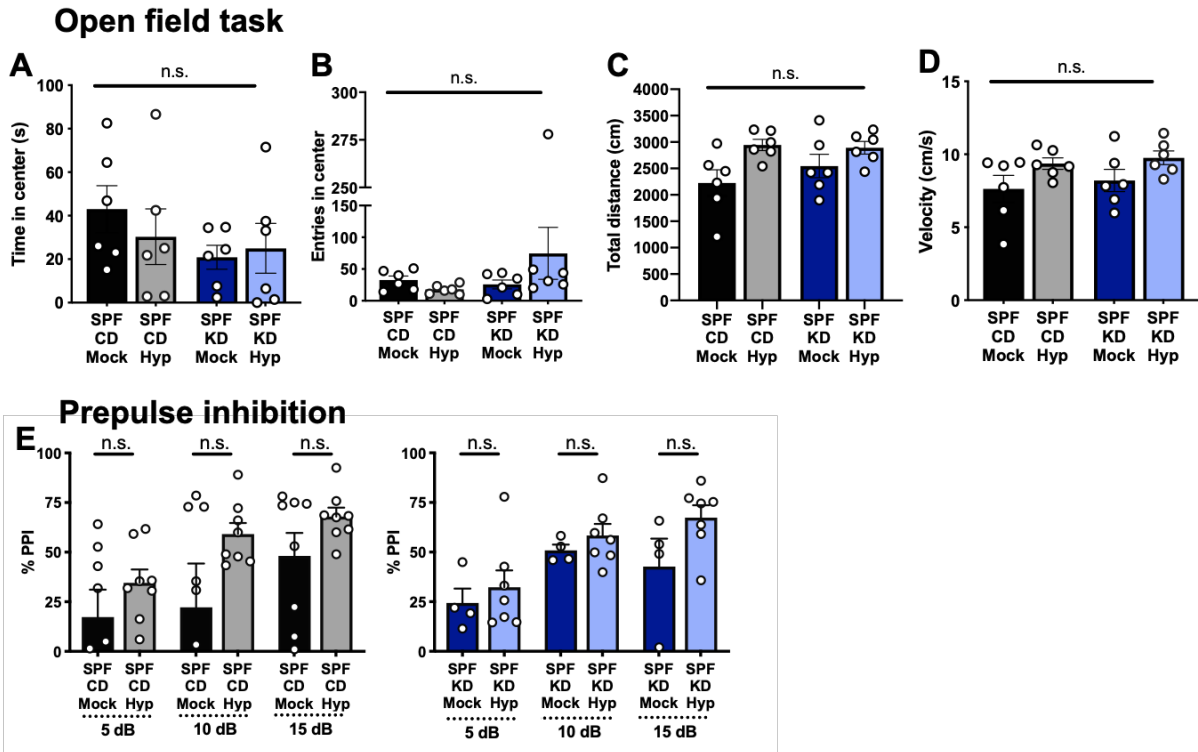 Open field task
A
n.s.
Time in center (s)
100
80
60
40
20
0
SPF SPF SPF SPF
CD CD KD KD
Mock Hyp Mock Hyp
B
n.s.
Entries in center
300
275
250
150
100
50
0
SPF SPF SPF SPF
CD CD KD KD
Mock Hyp Mock Hyp
C
n.s.
Total distance (cm)
4000
3500
3000
2500
2000
1500
1000
500
0
SPF SPF SPF SPF
CD CD KD KD
Mock Hyp Mock Hyp
D
n.s.
Velocity (cm/s)
15
10
5
0
SPF SPF SPF SPF
CD CD KD KD
Mock Hyp Mock Hyp
Prepulse inhibition
E
n.s. n.s. n.s.
% PPI
100
75
50
25
0
SPF SPF SPF SPF SPF SPF
CD CD CD CD CD CD
Mock Hyp Mock Hyp Mock Hyp
5 dB 10 dB 15 dB
n.s. n.s. n.s.
% PPI
100
75
50
25
0
SPF SPF SPF SPF SPF SPF
KD KD KD KD KD KD
Mock Hyp Mock Hyp Mock Hyp
5 dB 10 dB 15 dB